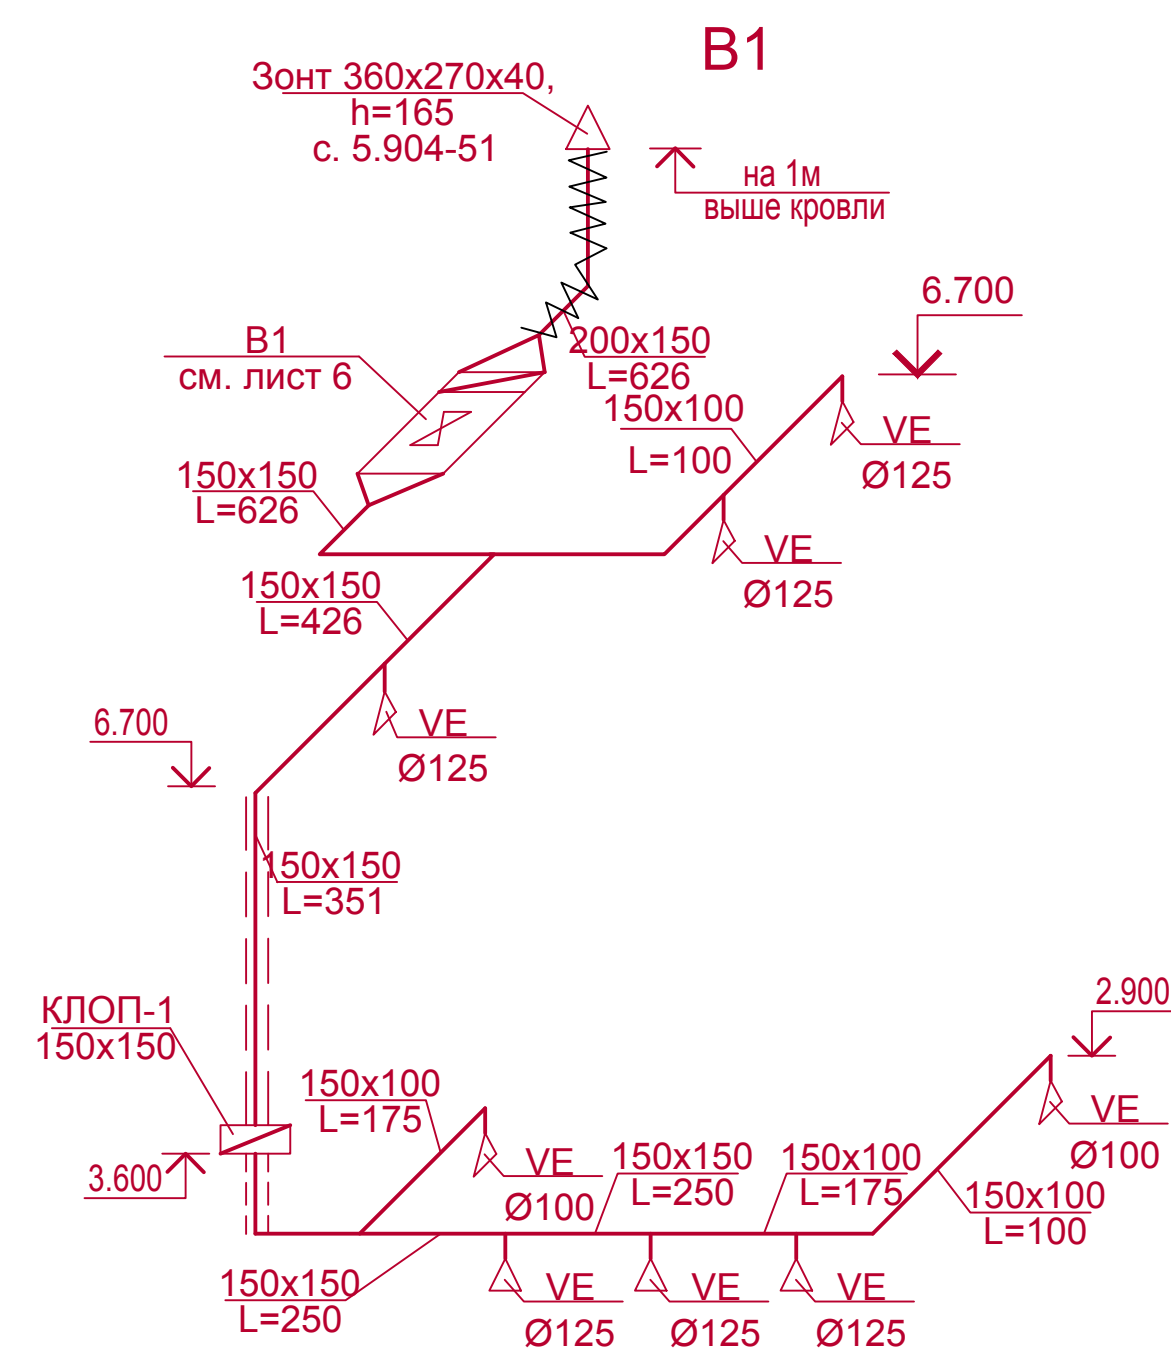 В1
Зонт 360х270х40,
h=165
с. 5.904-51
на 1м
выше кровли
6.700
В1
см. лист 6
200х150
L=626
150х100
L=100
VE
Ø125
150х150
L=626
VE
Ø125
150х150
L=426
6.700
VE
Ø125
150х150
L=351
2.900
КЛОП-1
150х150
150х100
L=175
VE
Ø100
3.600
VE
Ø100
150х150
L=250
150х100
L=175
150х100
L=100
150х150
L=250
VE
Ø125
VE
Ø125
VE
Ø125